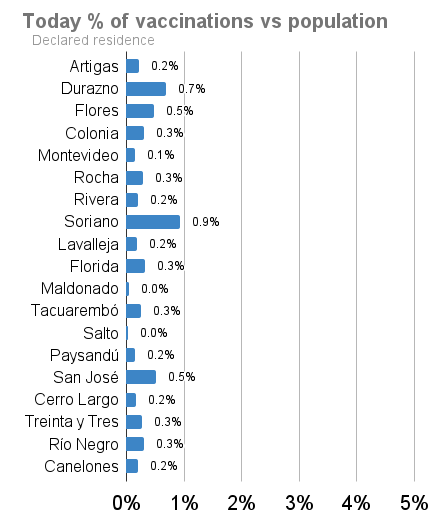 Today % of vaccinations vs population
Declared residence
Artigas 0.2%
Durazno 0.7%
Flores 0.5%
Colonia 0.3%
Montevideo 0.1%
Rocha 0.3%
Rivera 0.2%
Soriano 0.9%
Lavalleja 0.2%
Florida 0.3%
Maldonado 0.0%
Tacuarembó 0.3%
Salto 0.0%
Paysandú 0.2%
San José 0.5%
Cerro Largo 0.2%
Treinta y Tres 0.3%
Río Negro 0.3%
Canelones 0.2%
0% 1% 2% 3% 4% 5%